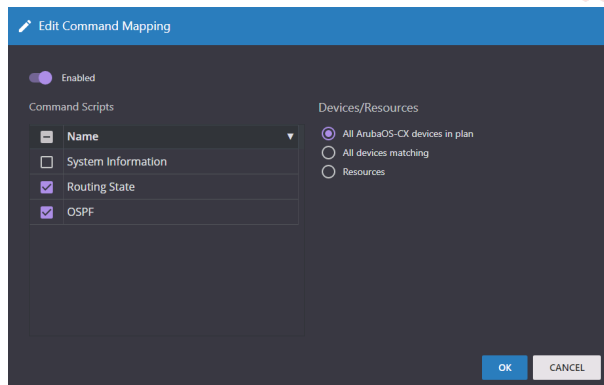 Edit Command Mapping
Enabled
Command Scripts
Devices/Resources
Name
All ArubaOS-CX devices in plan
System Information
All devices matching
Routing State
Resources
OSPF
OK
CANCEL